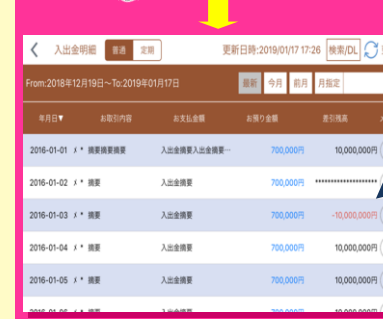 入出金明細 普通 定期 更新日時:2019/01/17 17:26 検索/DL
From:2018年12月19日～To:2019年01月17日 最新 今月 前月 月指定
年月日▼ お取引内容 お支払金額 お預り金額 差引残高
2016-01-01 〆 * 摘要摘要摘要 入出金摘要入出金摘要… 700,000円 10,000,000円
2016-01-02 〆 * 摘要 入出金摘要 700,000円 ********************
2016-01-03 〆 * 摘要 入出金摘要 700,000円 -10,000,000円
2016-01-04 〆 * 摘要 入出金摘要 700,000円 10,000,000円
2016-01-05 〆 * 摘要 入出金摘要 700,000円 10,000,000円